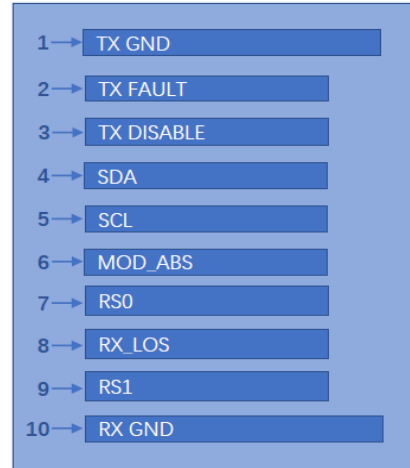 1 TX GND
2 TX FAULT
3 TX DISABLE
4 SDA
5 SCL
6 MOD_ABS
7 RS0
8 RX_LOS
9 RS1
10 RX GND